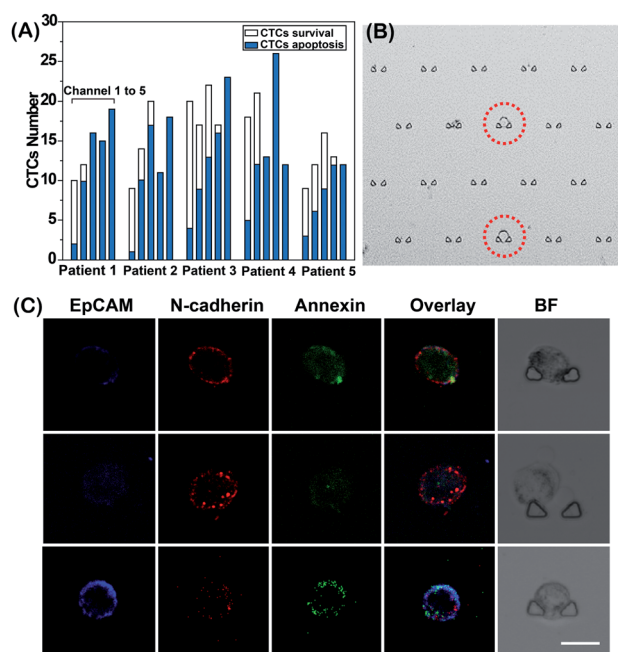 (A)
30
25
20
15
10
5
0
CTCs Number
CTCs survival
CTCs apoptosis
Channel 1 to 5
Patient 1 Patient 2 Patient 3 Patient 4 Patient 5
(B)
(C)
EpCAM N-cadherin Annexin Overlay BF